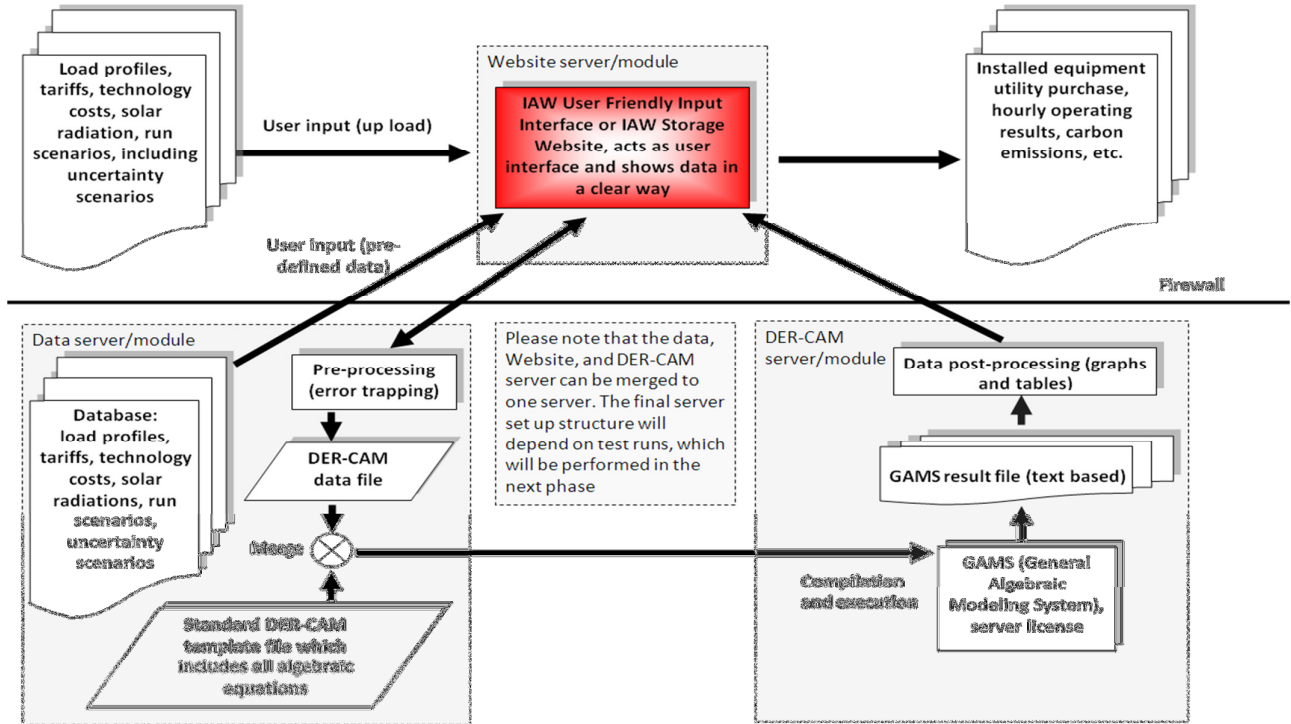 Load profiles,
tariffs, technology
costs, solar
radiation, run
scenarios, including
uncertainty
scenarios
User input (up load)
Website server/module
IAW User Friendly Input
Interface or IAW Storage
Website, acts as user
interface and shows data in
a clear way
Installed equipment
utility purchase,
hourly operating
results, carbon
emissions, etc.
User input (pre-
defined data)
Firewall
Data server/module
Database:
load profiles,
tariffs, technology
costs, solar
radiations, run
scenarios,
uncertainty
scenarios
Pre-processing
(error trapping)
DER-CAM
data file
Merge
Standard DER-CAM
template file which
includes all algebraic
equations
Please note that the data,
Website, and DER-CAM
server can be merged to
one server. The final server
set up structure will
depend on test runs, which
will be performed in the
next phase
DER-CAM
server/module
Data post-processing (graphs
and tables)
GAMS result file (text based)
Compilation
and execution
GAMS (General
Algebraic
Modeling System),
server license